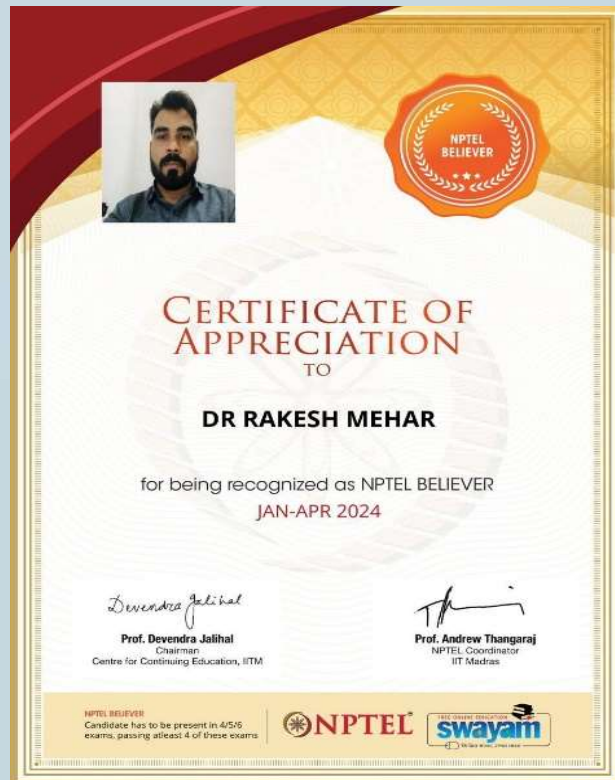 NPTEL
BELIEVER
CERTIFICATE OF
APPRECIATION
TO
DR RAKESH MEHAR
for being recognized as NPTEL BELIEVER
JAN-APR 2024
Devendra Jalihal
Prof. Devendra Jalihal
Chairman
Centre for Continuing Education, IITM
Prof. Andrew Thangaraj
NPTEL Coordinator
IIT Madras
NPTEL BELIEVER
Candidate has to be present in 4/5/6
exams, passing atleast 4 of these exams
NPTEL
FREE ONLINE EDUCATION
swayam